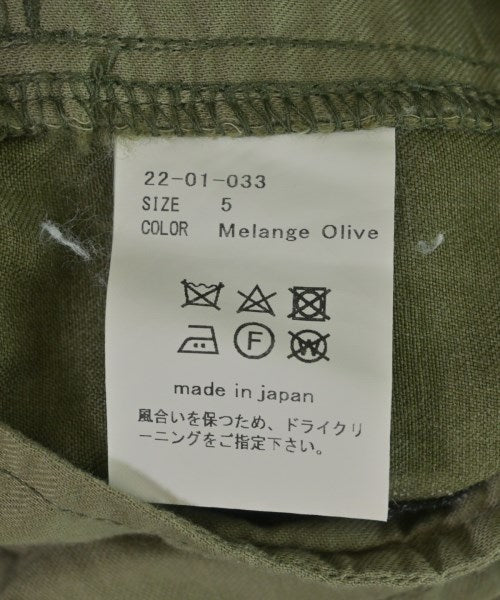 22-01-033
SIZE 5
COLOR Melange Olive
F W
made in japan
風合いを保つため、ドライクリ
ーニングをご指定下さい。